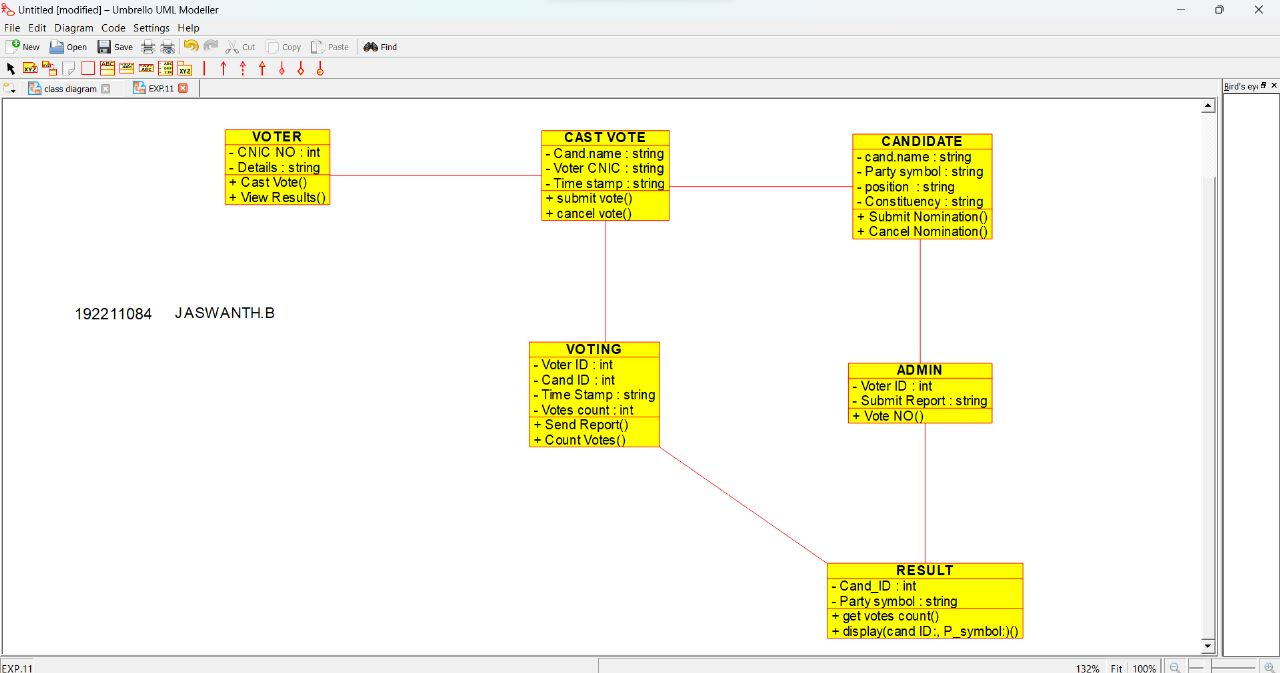 Untitled [modified] – Umbrello UML Modeller
File Edit Diagram Code Settings Help
New Open Save Cut Copy Paste Find
class diagram EXP.11
Bird's ey
VOTER
- CNIC NO : int
- Details : string
+ Cast Vote()
+ View Results()
CAST VOTE
- Cand.name : string
- Voter CNIC : string
- Time stamp : string
+ submit vote()
+ cancel vote()
CANDIDATE
- cand.name : string
- Party symbol : string
- position : string
- Constituency : string
+ Submit Nomination()
+ Cancel Nomination()
192211084 JASWANTH.B
VOTING
- Voter ID : int
- Cand ID : int
- Time Stamp : string
- Votes count : int
+ Send Report()
+ Count Votes()
ADMIN
- Voter ID : int
- Submit Report : string
+ Vote NO()
RESULT
- Cand_ID : int
- Party symbol : string
+ get votes count()
+ display(cand ID:, P_symbol:)()
EXP.11
132% Fit 100%